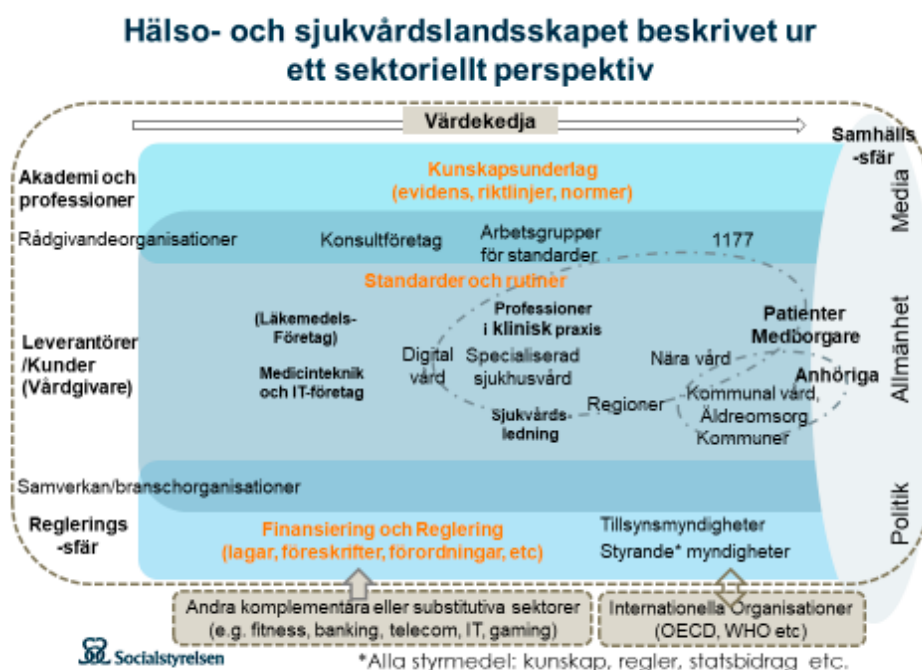 Hälso- och sjukvårdslandsskapet beskrivet ur
ett sektoriellt perspektiv
Värdekedja
Samhälls
-sfär
Akademi och
professioner
Kunskapsunderlag
(evidens, riktlinjer, normer)
Media
Rådgivandeorganisationer
Konsultföretag
Arbetsgrupper
för standarder
1177
Standarder och rutiner
(Läkemedels-
Företag)
Professioner
i klinisk praxis
Patienter
Medborgare
Leverantörer
/Kunder
(Vårdgivare)
Digital
vård
Specialiserad
sjukhusvård
Nära vård
Allmänhet
Medicinteknik
och IT-företag
Anhöriga
Regioner
Kommunal vård,
Äldreomsorg
Kommuner
Sjukvårds-
ledning
Samverkan/branschorganisationer
Reglerings
-sfär
Finansiering och Reglering
(lagar, föreskrifter, förordningar, etc)
Tillsynsmyndigheter
Styrande* myndigheter
Politik
Andra komplementära eller substitutiva sektorer
(e.g. fitness, banking, telecom, IT, gaming)
Internationella Organisationer
(OECD, WHO etc)
Socialstyrelsen
*Alla styrmedel: kunskap, regler, statsbidrag etc.